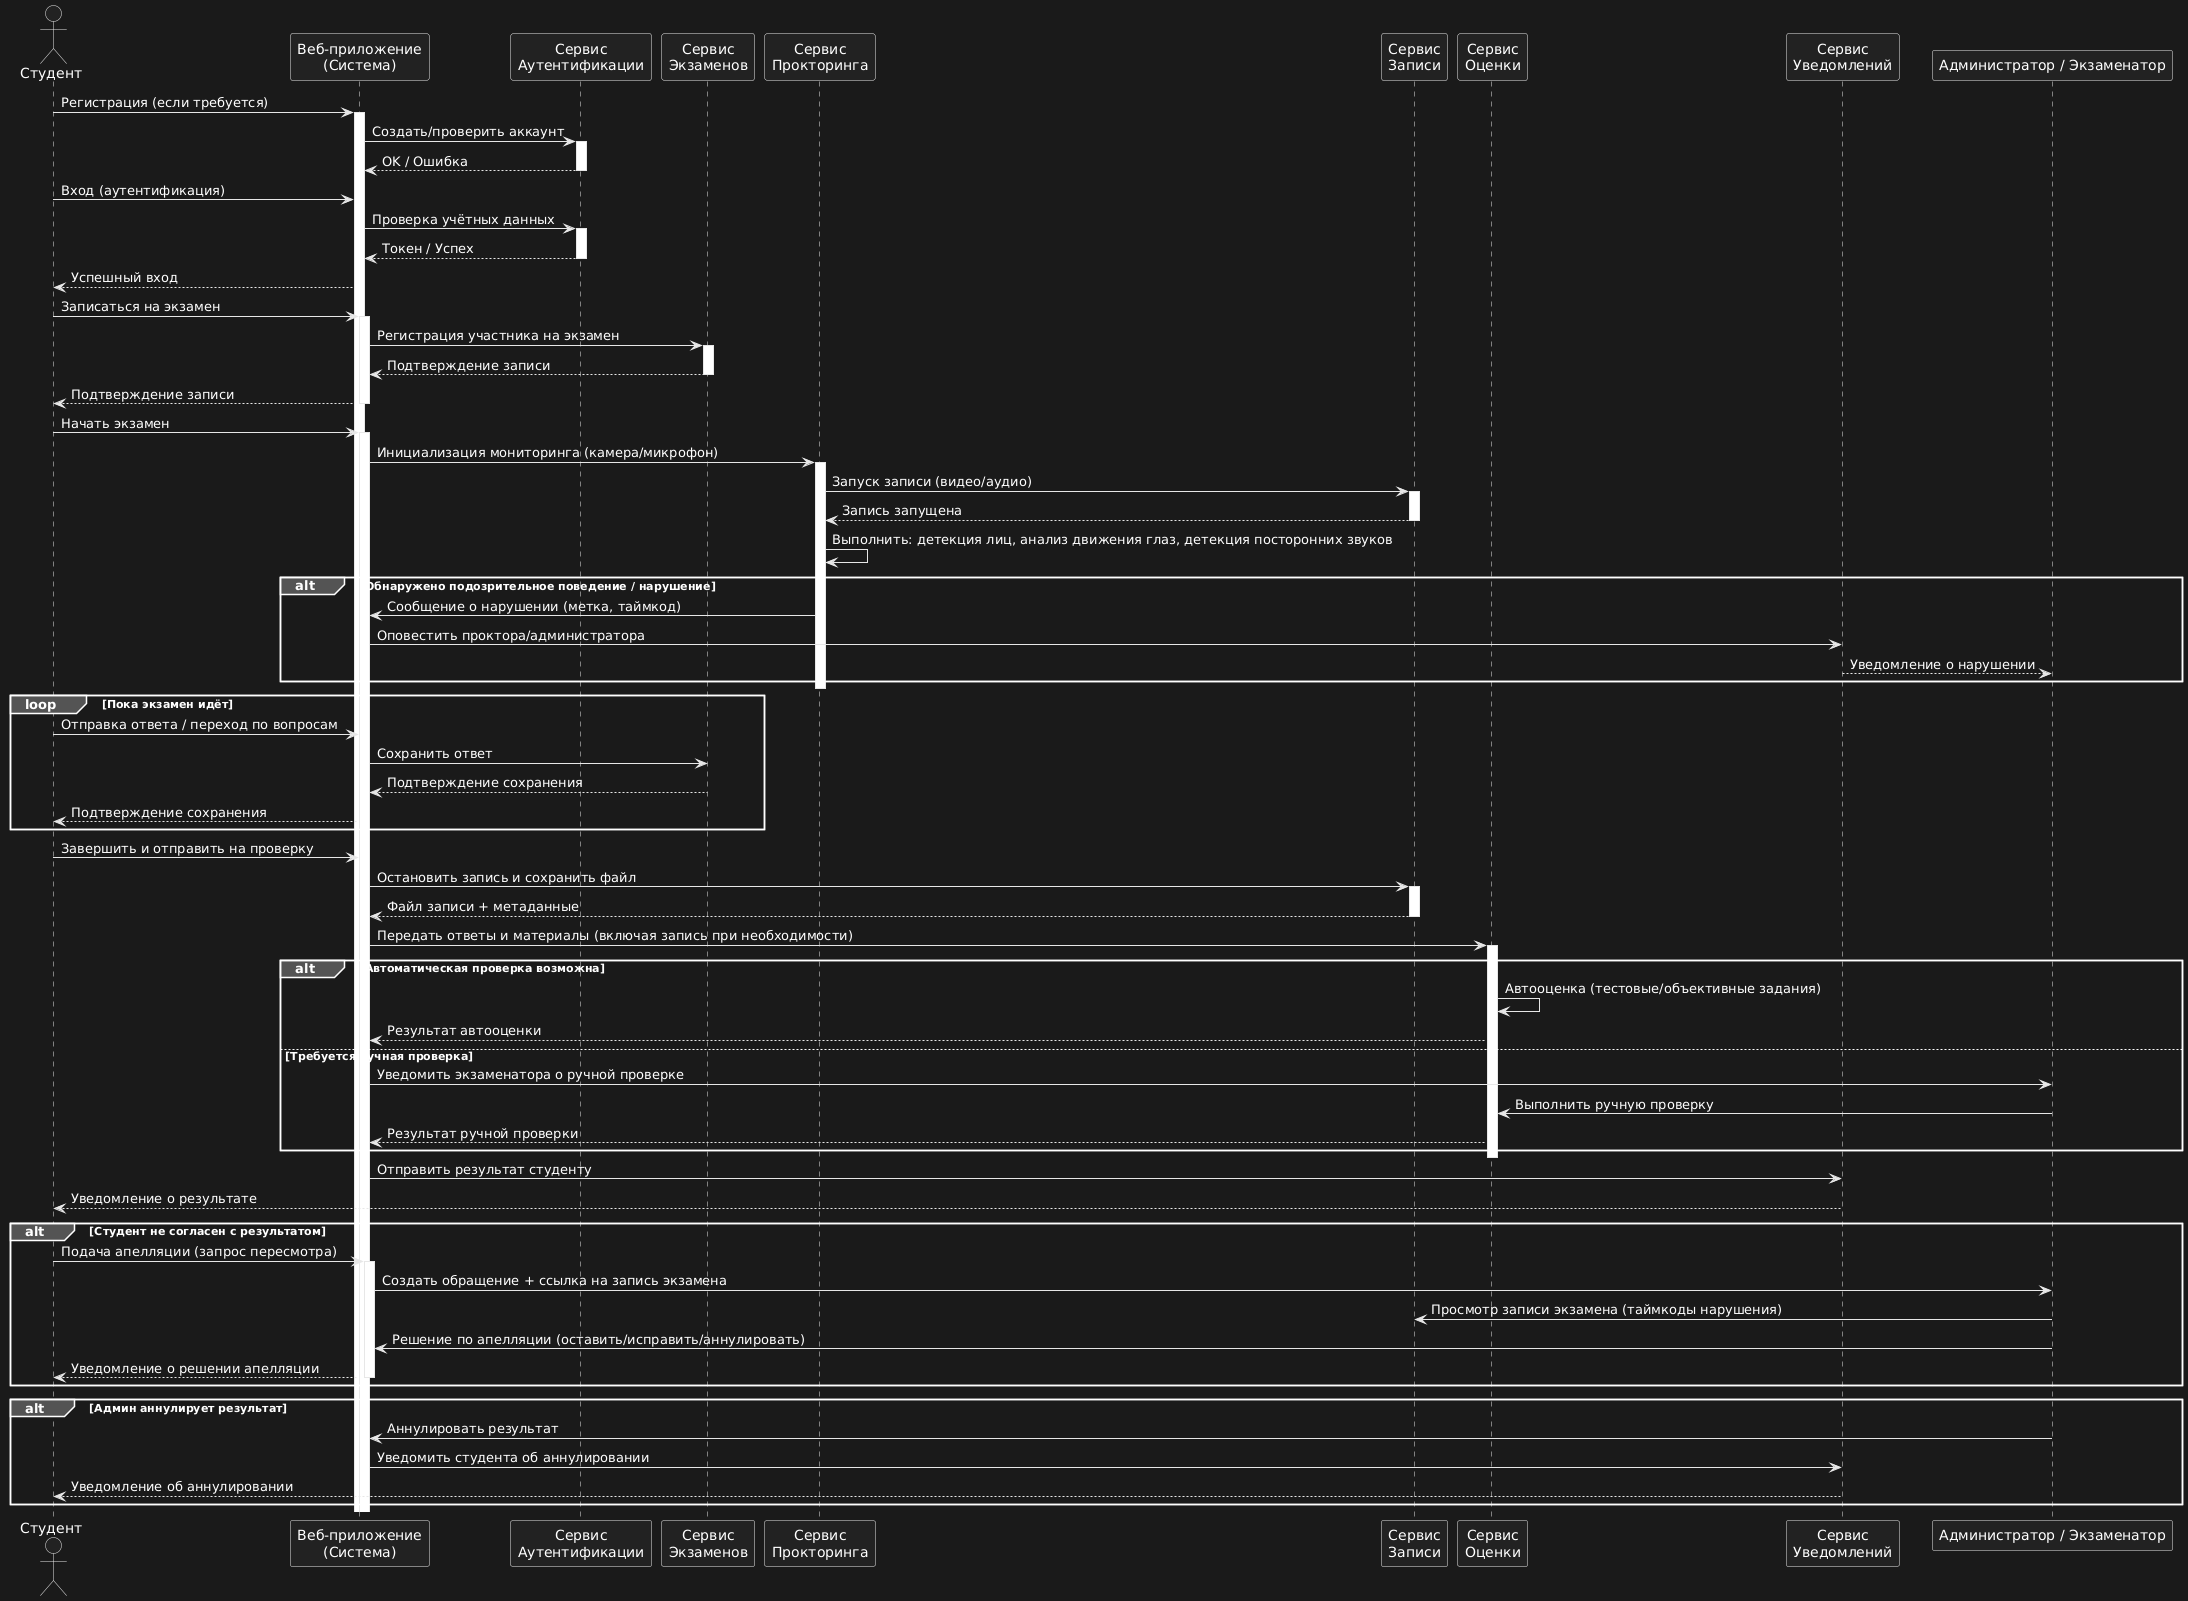 Студент
Веб-приложение
(Система)
Сервис
Аутентификации
Сервис
Экзаменов
Сервис
Прокторинга
Сервис
Записи
Сервис
Оценки
Сервис
Уведомлений
Администратор / Экзаменатор
Регистрация (если требуется)
Создать/проверить аккаунт
OK / Ошибка
Вход (аутентификация)
Проверка учётных данных
Токен / Успех
Успешный вход
Записаться на экзамен
Регистрация участника на экзамен
Подтверждение записи
Подтверждение записи
Начать экзамен
Инициализация мониторинга (камера/микрофон)
Запуск записи (видео/аудио)
Запись запущена
Выполнить: детекция лиц, анализ движения глаз, детекция посторонних звуков
alt [Обнаружено подозрительное поведение / нарушение]
Сообщение о нарушении (метка, таймкод)
Оповестить проктора/администратора
Уведомление о нарушении
loop [Пока экзамен идёт]
Отправка ответа / переход по вопросам
Сохранить ответ
Подтверждение сохранения
Подтверждение сохранения
Завершить и отправить на проверку
Остановить запись и сохранить файл
Файл записи + метаданные
Передать ответы и материалы (включая запись при необходимости)
alt [Автоматическая проверка возможна]
Автооценка (тестовые/объективные задания)
Результат автооценки
[Требуется ручная проверка]
Уведомить экзаменатора о ручной проверке
Выполнить ручную проверку
Результат ручной проверки
Отправить результат студенту
Уведомление о результате
alt [Студент не согласен с результатом]
Подача апелляции (запрос пересмотра)
Создать обращение + ссылка на запись экзамена
Просмотр записи экзамена (таймкоды нарушения)
Решение по апелляции (оставить/исправить/аннулировать)
Уведомление о решении апелляции
alt [Админ аннулирует результат]
Аннулировать результат
Уведомить студента об аннулировании
Уведомление об аннулировании
Студент
Веб-приложение
(Система)
Сервис
Аутентификации
Сервис
Экзаменов
Сервис
Прокторинга
Сервис
Записи
Сервис
Оценки
Сервис
Уведомлений
Администратор / Экзаменатор